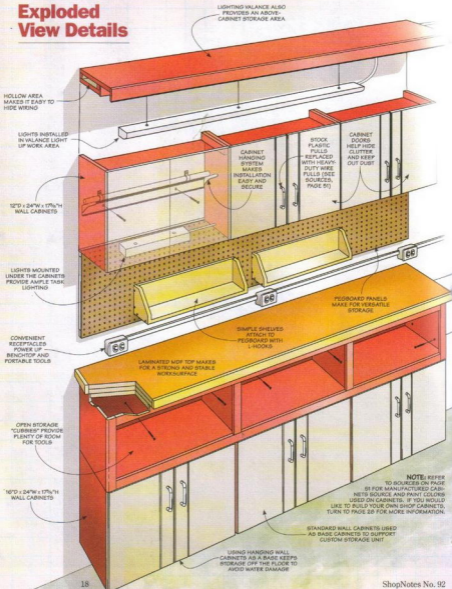 Exploded
View Details
LIGHTING VALANCE ALSO
PROVIDES AN ABOVE-
CABINET STORAGE AREA
HOLLOW AREA
MAKES IT EASY TO
HIDE WIRING
LIGHTS INSTALLED
IN VALANCE LIGHT
UP WORK AREA
CABINET
HANGING
SYSTEM
MAKES
INSTALLATION
EASY AND
SECURE
STOCK
PLASTIC
PULLS
REPLACED
WITH HEAVY-
DUTY WIRE
PULLS (SEE
SOURCES,
PAGE 51)
CABINET
DOORS
HELP HIDE
CLUTTER
AND KEEP
OUT DUST
12"D x 24"W x 17⅝"H
WALL CABINETS
LIGHTS MOUNTED
UNDER THE CABINETS
PROVIDE AMPLE TASK
LIGHTING
PEGBOARD PANELS
MAKE FOR VERSATILE
STORAGE
CONVENIENT
RECEPTACLES
POWER UP
BENCHTOP AND
PORTABLE TOOLS
SIMPLE SHELVES
ATTACH TO
PEGBOARD WITH
L-HOOKS
LAMINATED MDF TOP MAKES
FOR A STRONG AND STABLE
WORKSURFACE
OPEN STORAGE
"CUBBIES" PROVIDE
PLENTY OF ROOM
FOR TOOLS
16"D x 24"W x 17⅝"H
WALL CABINETS
NOTE: REFER
TO SOURCES ON PAGE
51 FOR MANUFACTURED CABI-
NETS SOURCE AND PAINT COLORS
USED ON CABINETS. IF YOU WOULD
LIKE TO BUILD YOUR OWN SHOP CABINETS,
TURN TO PAGE 28 FOR MORE INFORMATION.
STANDARD WALL CABINETS USED
AS BASE CABINETS TO SUPPORT
CUSTOM STORAGE UNIT
USING HANGING WALL
CABINETS AS A BASE KEEPS
STORAGE OFF THE FLOOR TO
AVOID WATER DAMAGE
18
ShopNotes No. 92